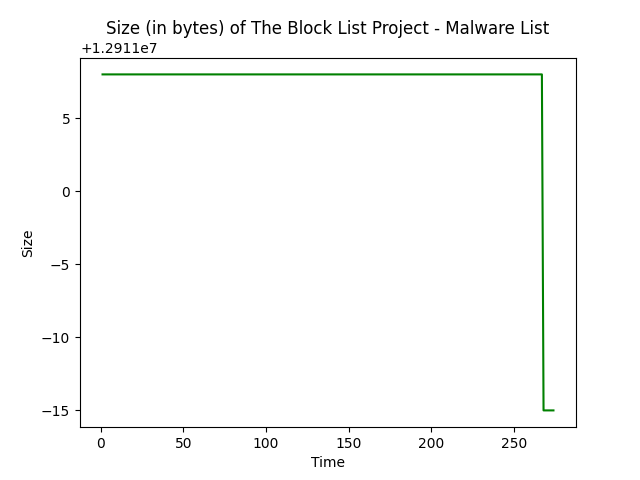 Size (in bytes) of The Block List Project - Malware List
+1.2911e7
5
0
−5
−10
−15
Size
0 50 100 150 200 250
Time